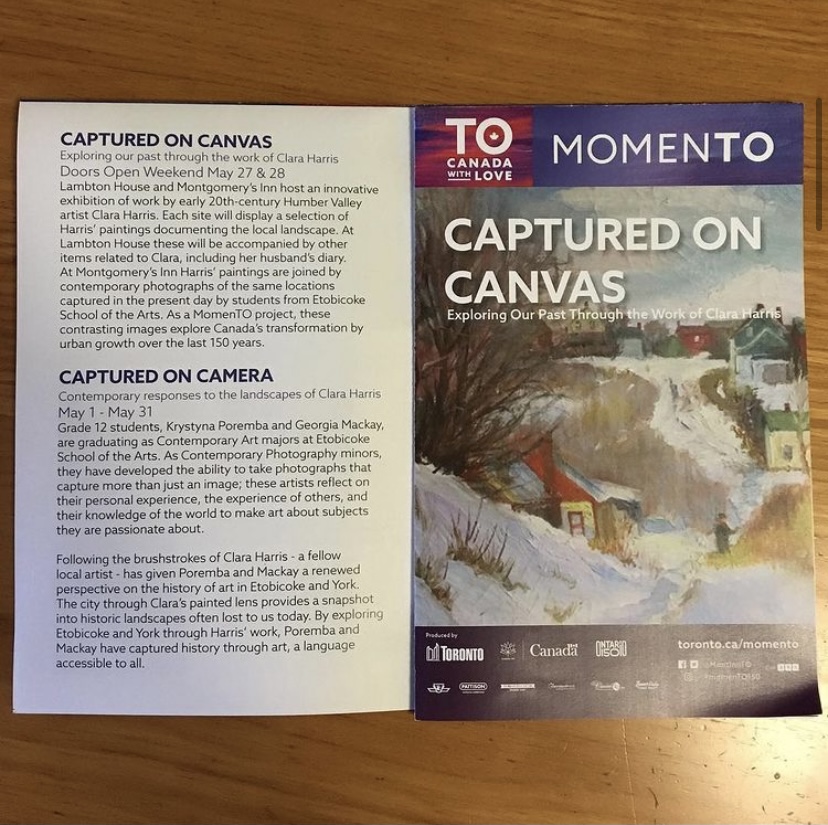 CAPTURED ON CANVAS
Exploring our past through the work of Clara Harris
Doors Open Weekend May 27 & 28
Lambton House and Montgomery's Inn host an innovative
exhibition of work by early 20th-century Humber Valley
artist Clara Harris. Each site will display a selection of
Harris' paintings documenting the local landscape. At
Lambton House these will be accompanied by other
items related to Clara, including her husband's diary.
At Montgomery's Inn Harris' paintings are joined by
contemporary photographs of the same locations
captured in the present day by students from Etobicoke
School of the Arts. As a MomenTO project, these
contrasting images explore Canada's transformation by
urban growth over the last 150 years.
CAPTURED ON CAMERA
Contemporary responses to the landscapes of Clara Harris
May 1 - May 31
Grade 12 students, Krystyna Poremba and Georgia Mackay,
are graduating as Contemporary Art majors at Etobicoke
School of the Arts. As Contemporary Photography minors,
they have developed the ability to take photographs that
capture more than just an image; these artists reflect on
their personal experience, the experience of others, and
their knowledge of the world to make art about subjects
they are passionate about.
Following the brushstrokes of Clara Harris - a fellow
local artist - has given Poremba and Mackay a renewed
perspective on the history of art in Etobicoke and York.
The city through Clara's painted lens provides a snapshot
into historic landscapes often lost to us today. By exploring
Etobicoke and York through Harris' work, Poremba and
Mackay have captured history through art, a language
accessible to all.
TO
CANADA
WITH LOVE
MOMENTO
CAPTURED ON
CANVAS
Exploring Our Past Through the Work of Clara Harris
Produced by
TORONTO
Canada
ONTARIO
150
toronto.ca/momento
PATTISON